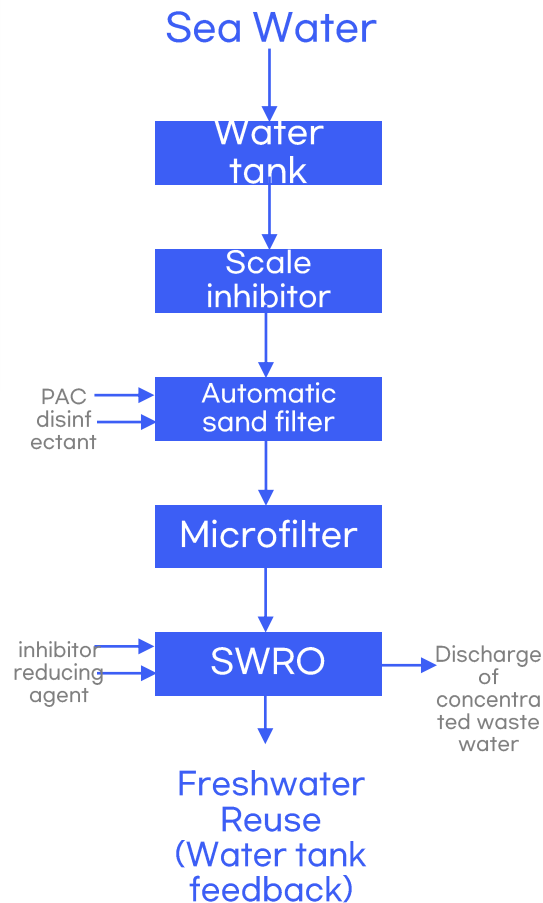 Sea Water
Water
tank
Scale
inhibitor
PAC
disinf
ectant
Automatic
sand filter
Microfilter
inhibitor
reducing
agent
SWRO
Discharge
of
concentra
ted waste
water
Freshwater
Reuse
(Water tank
feedback)